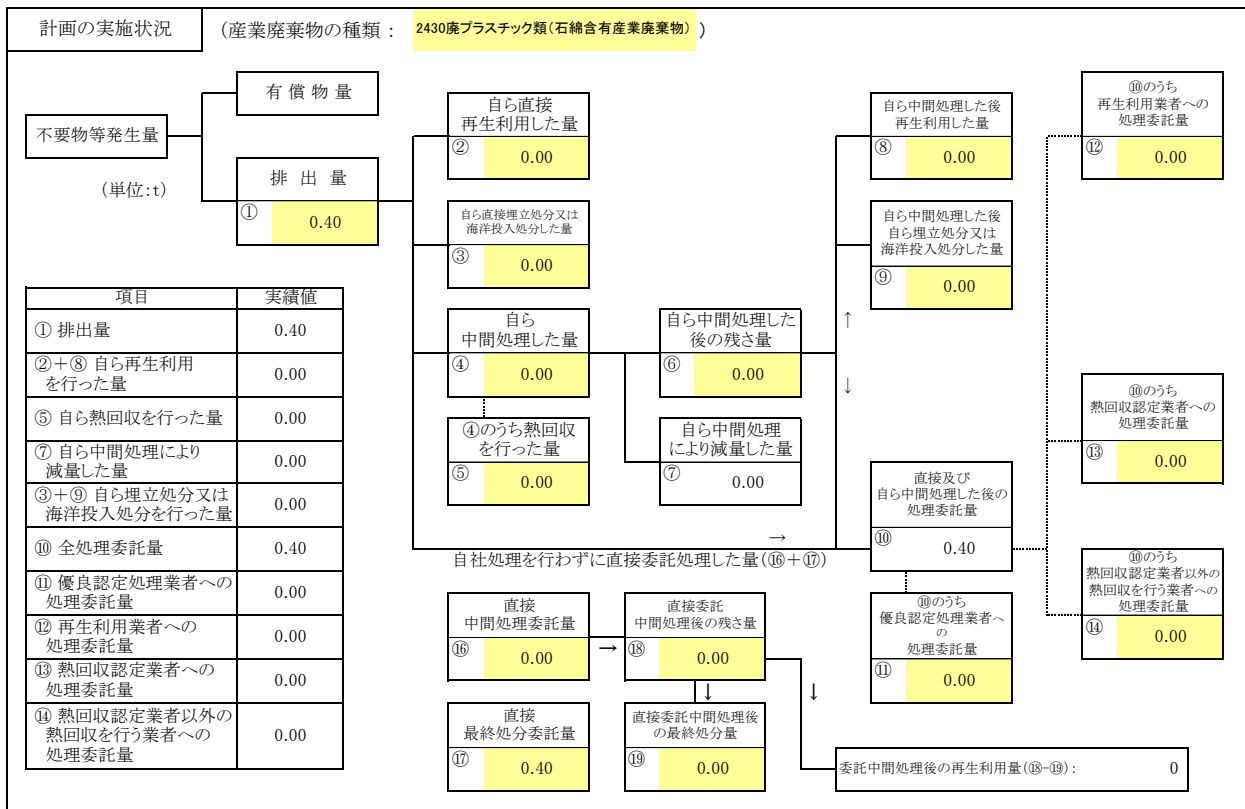 計画の実施状況
(産業廃棄物の種類： 2430廃プラスチック類(石綿含有産業廃棄物) )
不要物等発生量
(単位:t)
有 償 物 量
排 出 量
① 0.40
自ら直接
再生利用した量
② 0.00
自ら直接埋立処分又は
海洋投入処分した量
③ 0.00
自ら
中間処理した量
④ 0.00
④のうち熱回収
を行った量
⑤ 0.00
自ら中間処理した
後の残さ量
⑥ 0.00
自ら中間処理
により減量した量
⑦ 0.00
自ら中間処理した後
再生利用した量
⑧ 0.00
自ら中間処理した後
自ら埋立処分又は
海洋投入処分した量
⑨ 0.00
↑
↓
直接及び
自ら中間処理した後の
処理委託量
⑩ 0.40
⑩のうち
優良認定処理業者へ
の
処理委託量
⑪ 0.00
⑩のうち
再生利用業者への
処理委託量
⑫ 0.00
⑩のうち
熱回収認定業者への
処理委託量
⑬ 0.00
⑩のうち
熱回収認定業者以外の
熱回収を行う業者への
処理委託量
⑭ 0.00
→
自社処理を行わずに直接委託処理した量(⑯+⑰)
直接
中間処理委託量
⑯ 0.00
→
直接委託
中間処理後の残さ量
⑱ 0.00
↓
↓
直接
最終処分委託量
⑰ 0.40
直接委託中間処理後
の最終処分量
⑲ 0.00
委託中間処理後の再生利用量(⑱-⑲)： 0
項目 実績値
① 排出量 0.40
②+⑧ 自ら再生利用
を行った量 0.00
⑤ 自ら熱回収を行った量 0.00
⑦ 自ら中間処理により
減量した量 0.00
③+⑨ 自ら埋立処分又は
海洋投入処分を行った量 0.00
⑩ 全処理委託量 0.40
⑪ 優良認定処理業者への
処理委託量 0.00
⑫ 再生利用業者への
処理委託量 0.00
⑬ 熱回収認定業者への
処理委託量 0.00
⑭ 熱回収認定業者以外の
熱回収を行う業者への
処理委託量 0.00